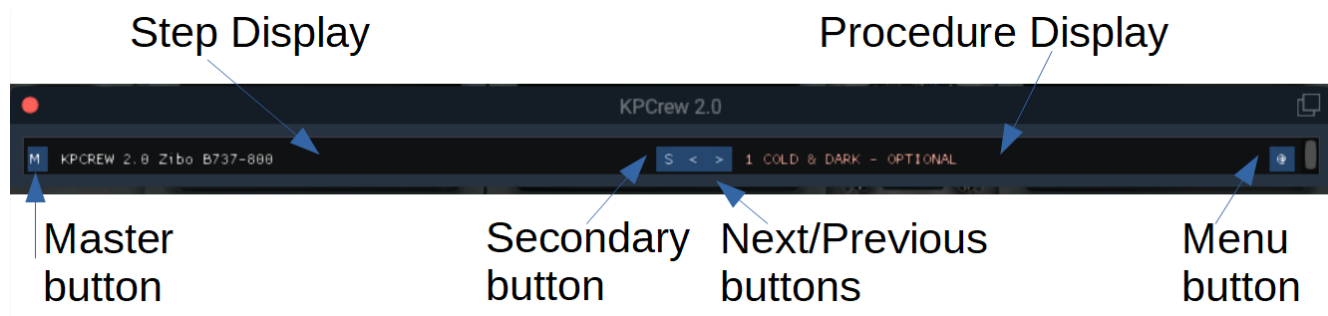 Step Display
Procedure Display
KPCrew 2.0
M KPCREW 2.0 Zibo B737-800 S < > 1 COLD & DARK - OPTIONAL @
Master
button
Secondary
button
Next/Previous
buttons
Menu
button